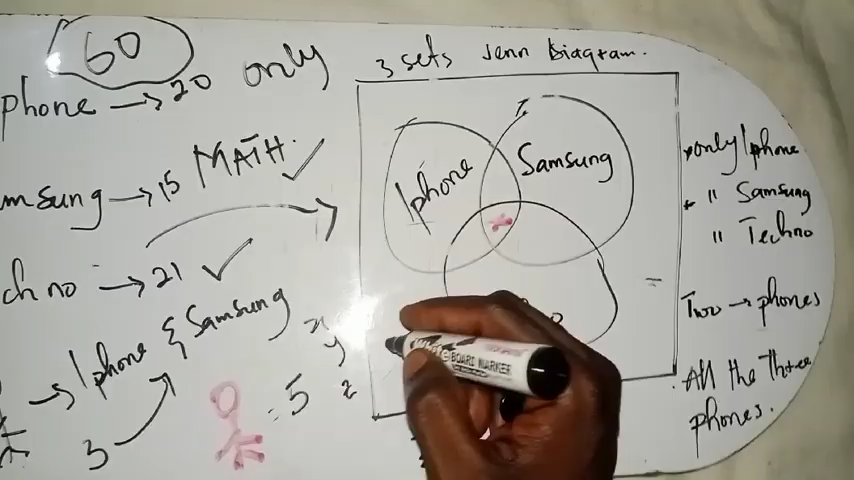 60
phone → 20 only
msung → 15 MATH.
chno → 21
→ Iphone & Samsung
3
: 5
x
y
z
3 sets Venn Diagram.
Iphone
Samsung
only Iphone
" Samsung
" Techno
=
Two → phones
All the three
phones.
BOARD MARKER